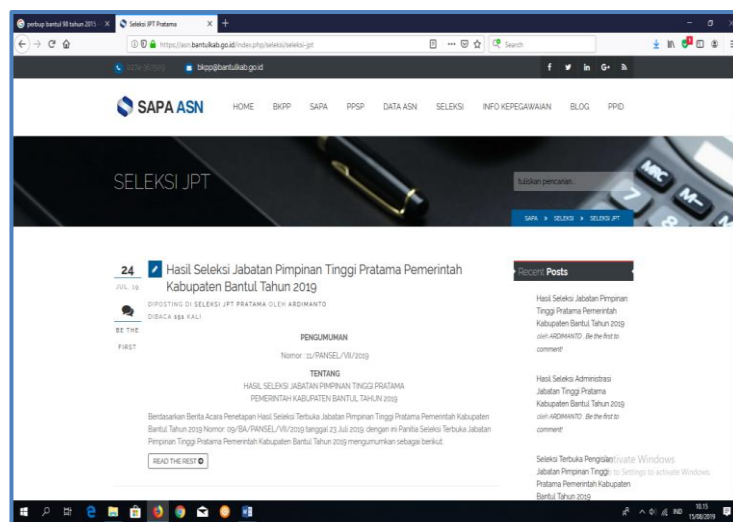 perbup bantul 98 tahun 2015
Seleksi JPT Pratama
https://asn.bantulkab.go.id/index.php/seleksi/seleksi-jpt
Search
bkpp@bantulkab.go.id
SAPA ASN
HOME BKPP SAPA PPSP DATA ASN SELEKSI INFO KEPEGAWAIAN BLOG PPID
SELEKSI JPT
tuliskan pencarian...
SAPA > SELEKSI > SELEKSI JPT
24
JUL, 19
BE THE
FIRST
Hasil Seleksi Jabatan Pimpinan Tinggi Pratama Pemerintah
Kabupaten Bantul Tahun 2019
DIPOSTING DI SELEKSI JPT PRATAMA OLEH ARDIMANTO
DIBACA 151 KALI
PENGUMUMAN
Nomor : 11/PANSEL/VII/2019
TENTANG
HASIL SELEKSI JABATAN PIMPINAN TINGGI PRATAMA
PEMERINTAH KABUPATEN BANTUL TAHUN 2019
Berdasarkan Berita Acara Penetapan Hasil Seleksi Terbuka Jabatan Pimpinan Tinggi Pratama Pemerintah Kabupaten
Bantul Tahun 2019 Nomor: 09/BA/PANSEL/VII/2019 tanggal 23 Juli 2019, dengan ini Panitia Seleksi Terbuka Jabatan
Pimpinan Tinggi Pratama Pemerintah Kabupaten Bantul Tahun 2019 mengumumkan sebagai berikut:
READ THE REST
Recent Posts
Hasil Seleksi Jabatan Pimpinan
Tinggi Pratama Pemerintah
Kabupaten Bantul Tahun 2019
oleh ARDIMANTO . Be the first to
comment!
Hasil Seleksi Administrasi
Jabatan Tinggi Pratama
Kabupaten Bantul Tahun 2019
oleh ARDIMANTO . Be the first to
comment!
Seleksi Terbuka Pengisian
Jabatan Pimpinan Tinggi
Pratama Pemerintah Kabupaten
Bantul Tahun 2019
Activate Windows
Go to Settings to activate Windows.
MRC
M-
IND
10.15
15/08/2019